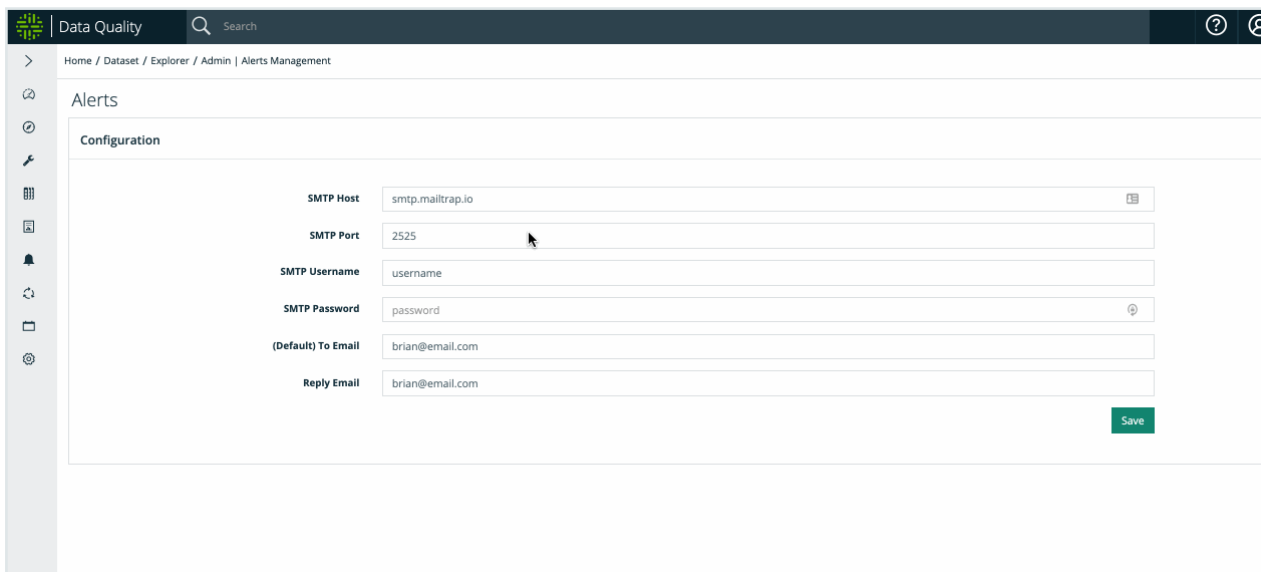 Data Quality
Search
Home / Dataset / Explorer / Admin | Alerts Management
Alerts
Configuration
SMTP Host smtp.mailtrap.io
SMTP Port 2525
SMTP Username username
SMTP Password password
(Default) To Email brian@email.com
Reply Email brian@email.com
Save